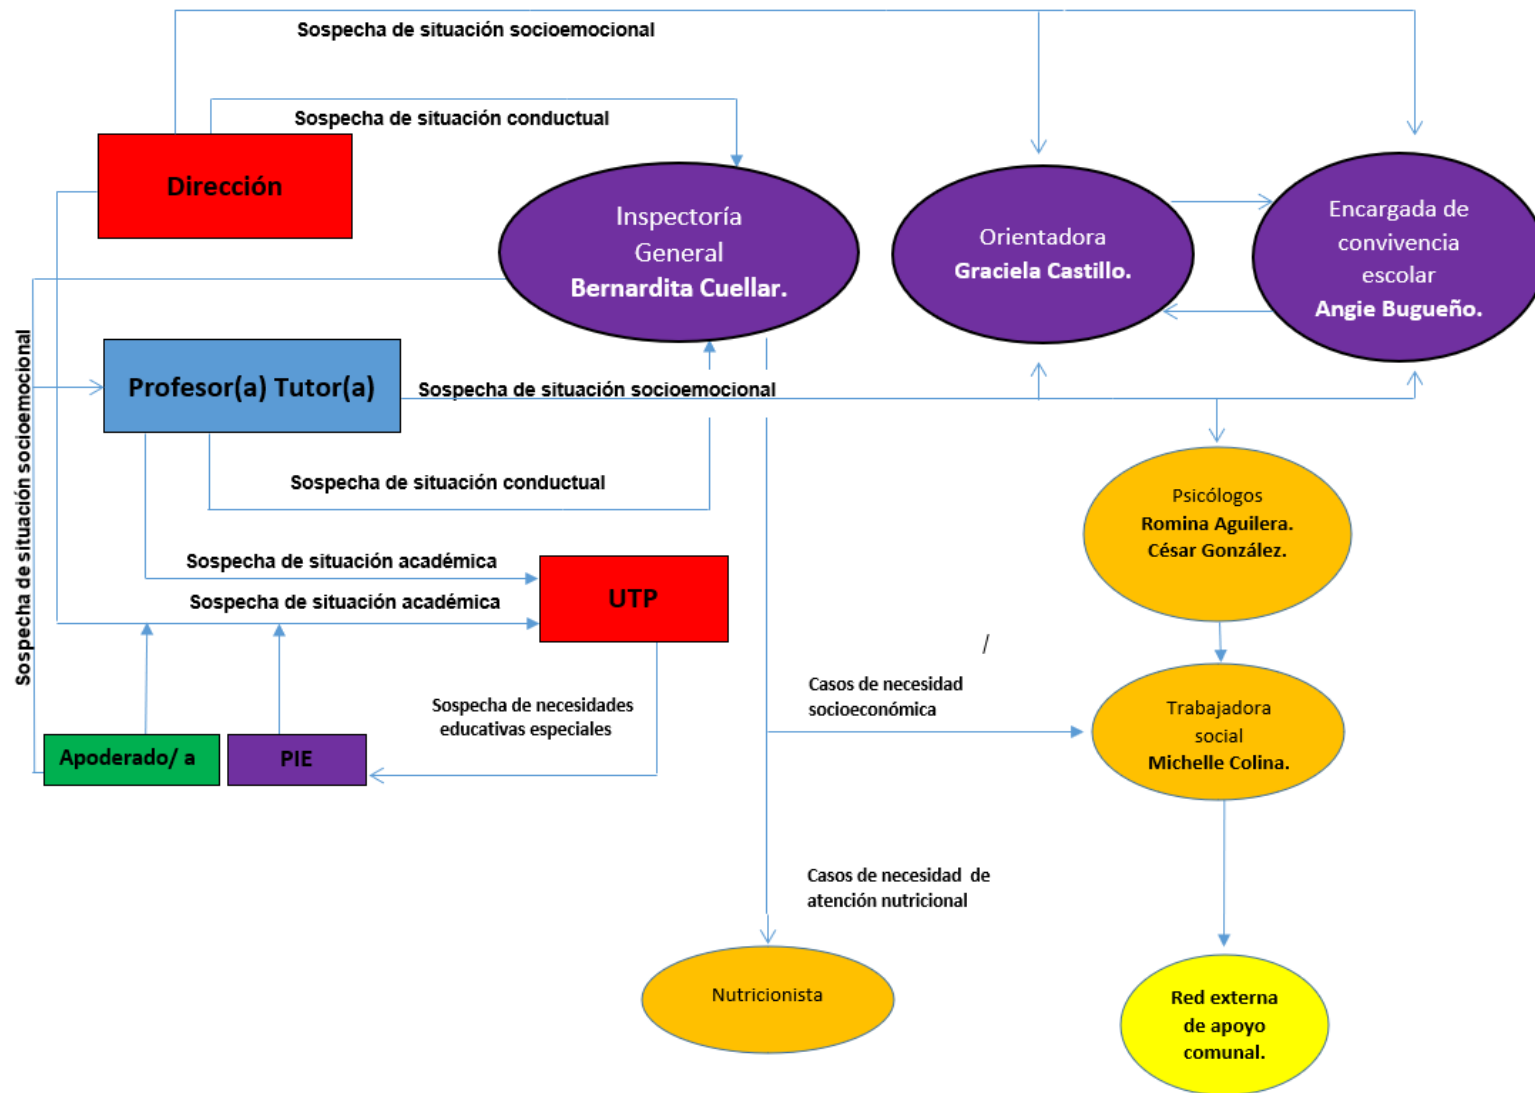 Sospecha de situación socioemocional
Sospecha de situación conductual
Dirección
Inspectoría
General
Bernardita Cuellar.
Orientadora
Graciela Castillo.
Encargada de
convivencia
escolar
Angie Bugueño.
Sospecha de situación socioemocional
Profesor(a) Tutor(a)
Sospecha de situación socioemocional
Sospecha de situación conductual
Psicólogos
Romina Aguilera.
César González.
Sospecha de situación académica
Sospecha de situación académica
UTP
/
Casos de necesidad
socioeconómica
Trabajadora
social
Michelle Colina.
Sospecha de necesidades
educativas especiales
Apoderado/ a
PIE
Casos de necesidad  de
atención nutricional
Nutricionista
Red externa
de apoyo
comunal.